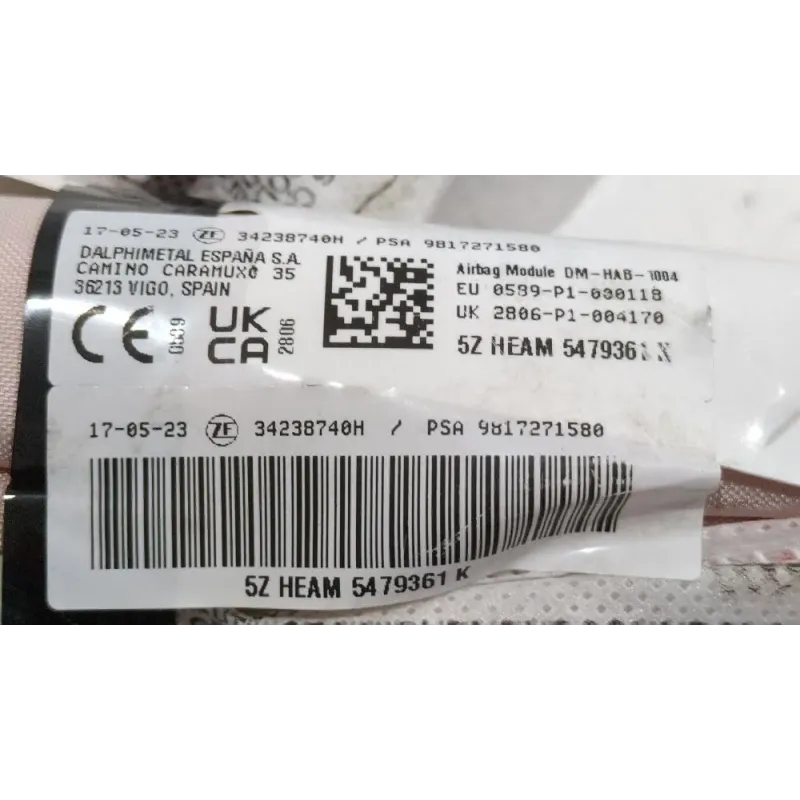 17-05-23 ZF 34238740H / PSA 9817271580
DALPHIMETAL ESPAÑA S.A.
CAMINO CARAMUXO 35
36213 VIGO, SPAIN
CE 0589
UK
CA 2806
Airbag Module DM-HAB-1004
EU 0589-P1-030118
UK 2806-P1-004170
5Z HEAM 5479361 K
17-05-23 ZF 34238740H / PSA 9817271580
5Z HEAM 5479361 K